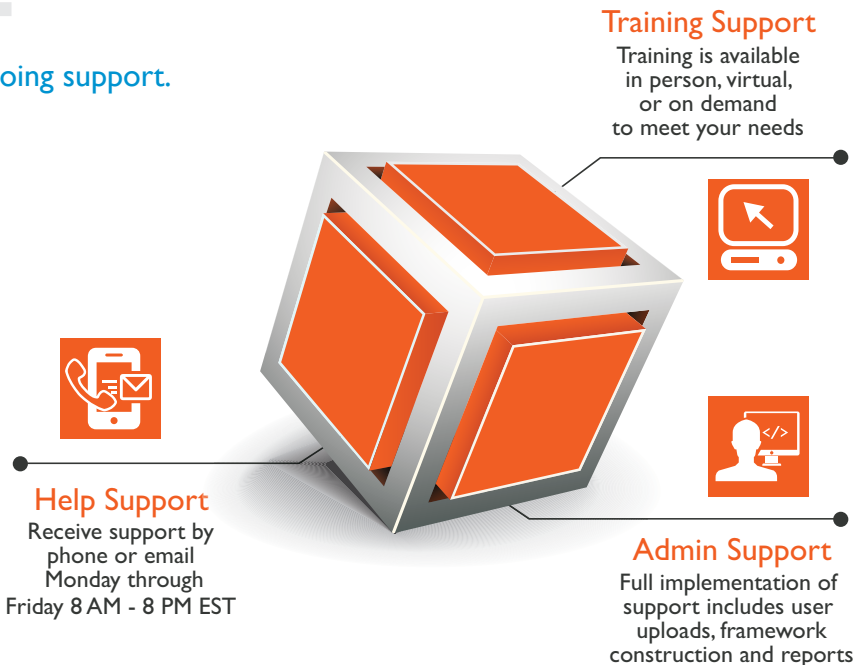 Training Support
Training is available
in person, virtual,
or on demand
to meet your needs
oing support.
</>
Help Support
Receive support by
phone or email
Monday through
Friday 8 AM - 8 PM EST
Admin Support
Full implementation of
support includes user
uploads, framework
construction and reports